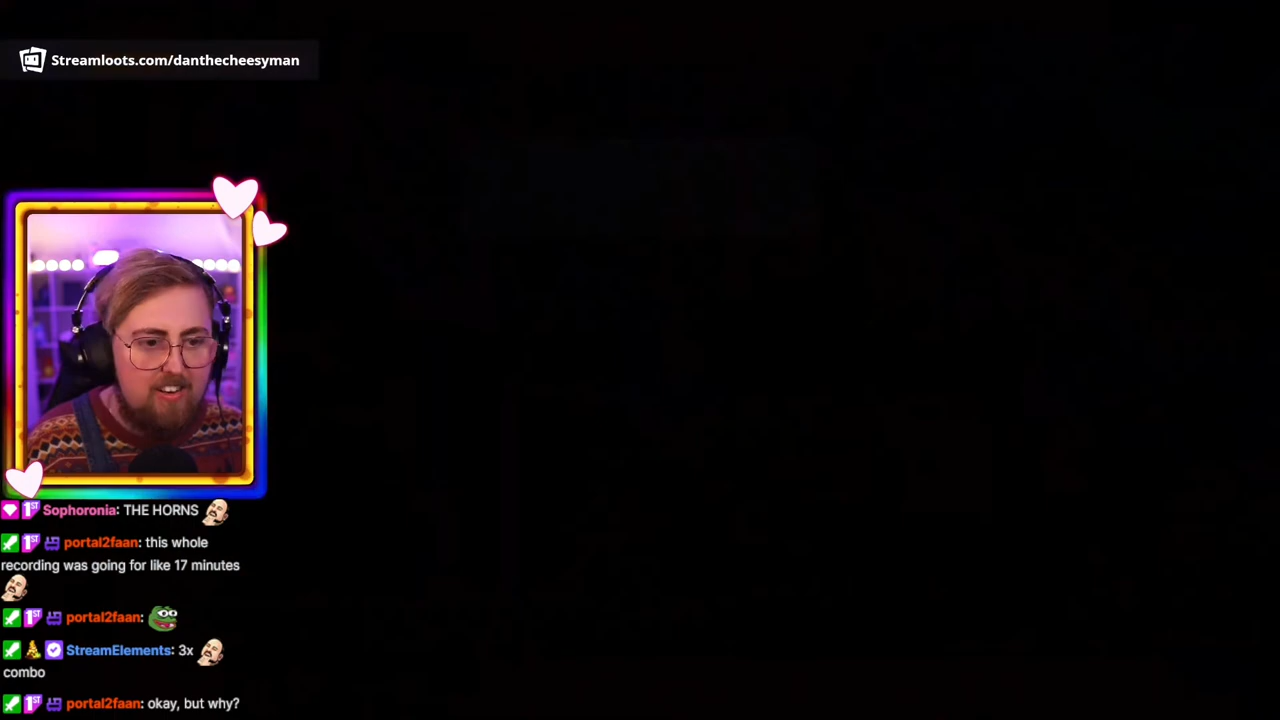 Streamloots.com/danthecheesyman
Sophoronia: THE HORNS
portal2faan: this whole
recording was going for like 17 minutes
portal2faan:
StreamElements: 3x
combo
portal2faan: okay, but why?